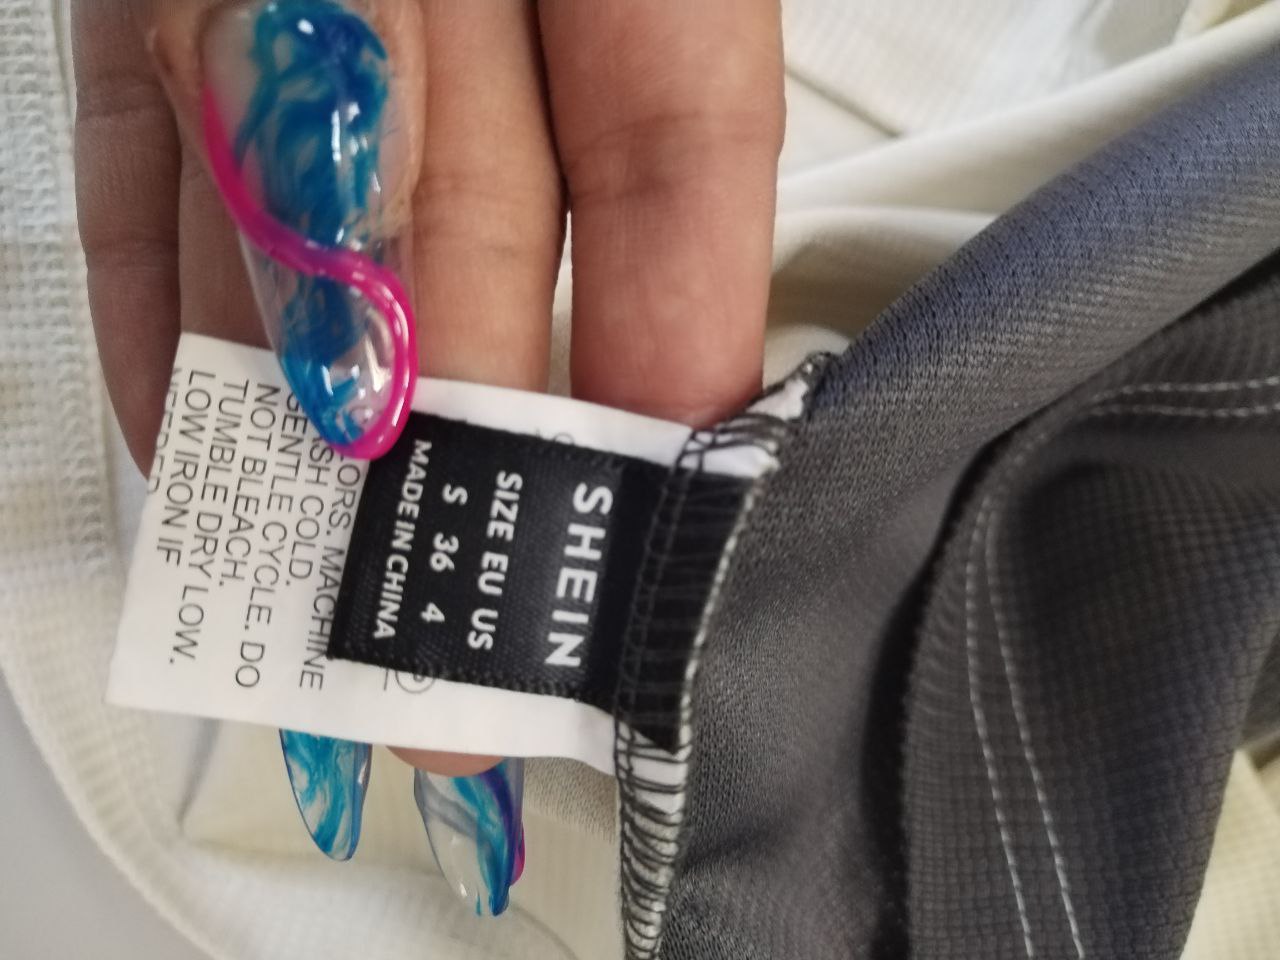 SHEIN
SIZE EU US
S 36 4
MADE IN CHINA
MACHINE
COLD.
GENTLE CYCLE. DO
NOT BLEACH.
TUMBLE DRY LOW.
LOW IRON IF